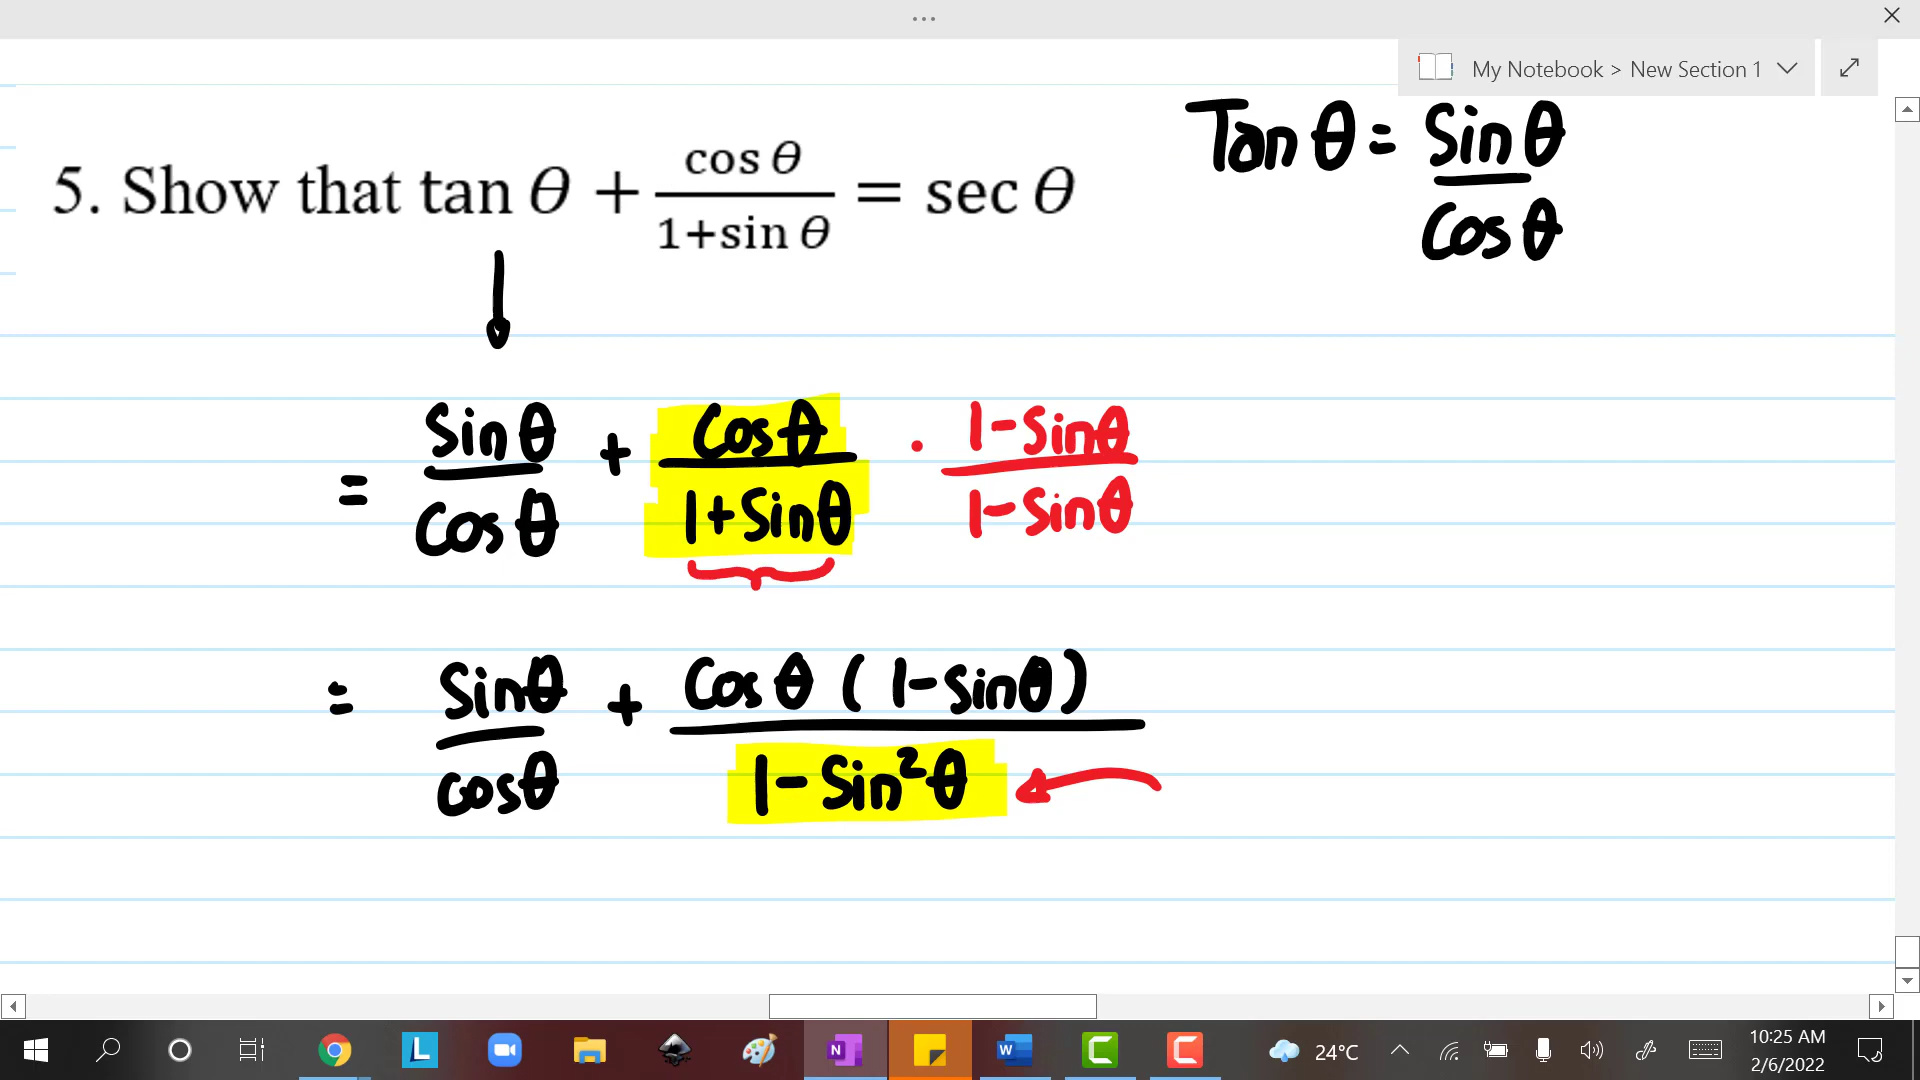 ...
My Notebook > New Section 1
Tan θ = Sin θ / Cos θ
5. Show that tan θ + cos θ / 1+sin θ = sec θ
= Sin θ / Cos θ + Cos θ / 1+Sin θ · 1-Sin θ / 1-Sin θ
= Sin θ / Cos θ + Cos θ (1-Sin θ) / 1-Sin²θ
L N W C C 24°C 10:25 AM
2/6/2022